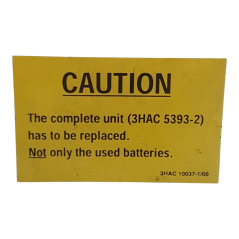 CAUTION
The complete unit (3HAC 5393-2)
has to be replaced.
Not only the used batteries.
3HAC 10037-1/00